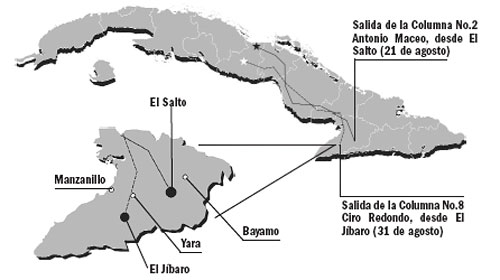 Salida de la Columna No.2
Antonio Maceo, desde El
Salto (21 de agosto)
El Salto
Manzanillo
Salida de la Columna No.8
Ciro Redondo, desde El
Jíbaro (31 de agosto)
Bayamo
Yara
El Jíbaro